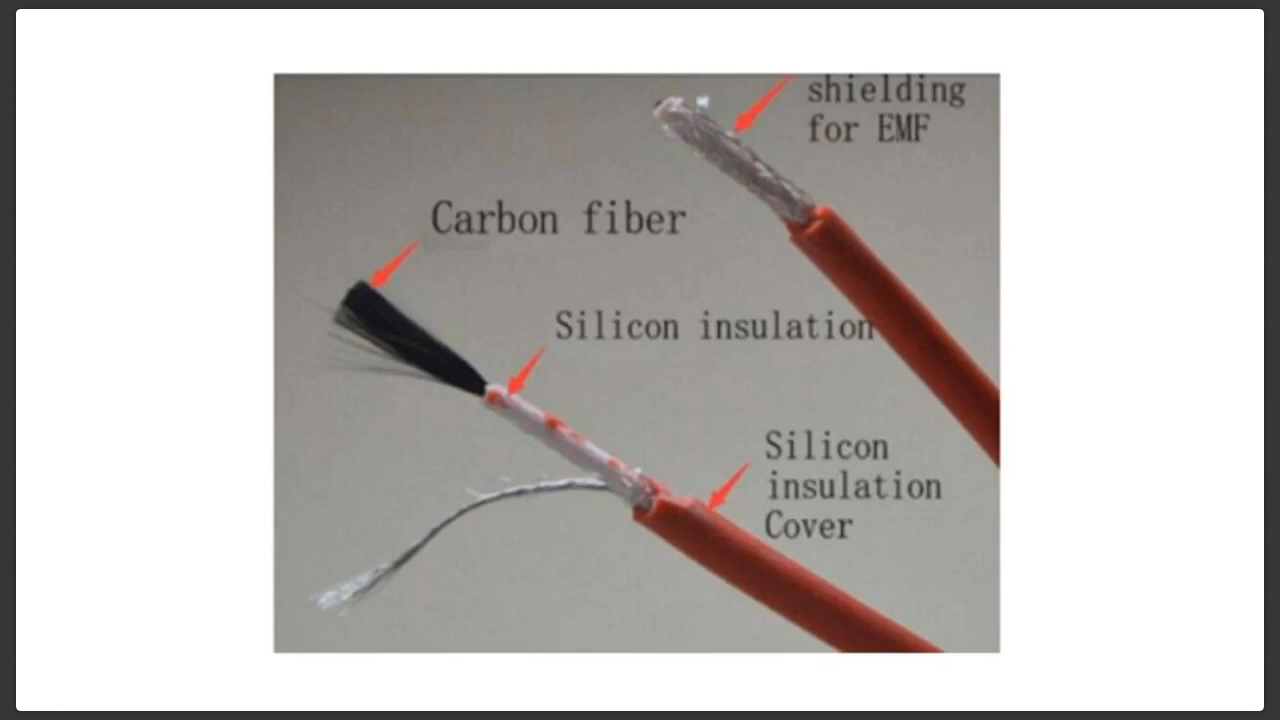 shielding
for EMF
Carbon fiber
Silicon insulation
Silicon
insulation
Cover